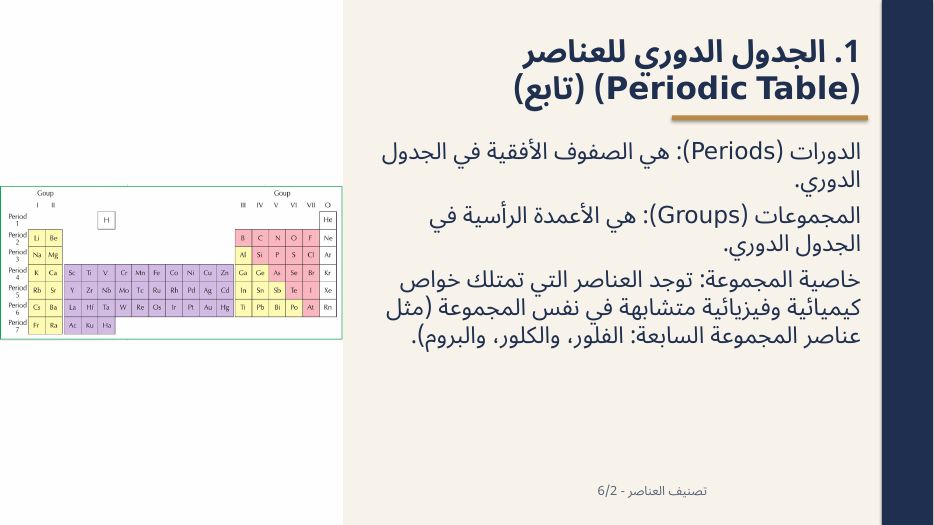 1. الجدول الدوري للعناصر
(Periodic Table) (تابع)
الدورات (Periods): هي الصفوف الأفقية في الجدول
الدوري.
المجموعات (Groups): هي الأعمدة الرأسية في
الجدول الدوري.
خاصية المجموعة: توجد العناصر التي تمتلك خواص
كيميائية وفيزيائية متشابهة في نفس المجموعة (مثل
عناصر المجموعة السابعة: الفلور، والكلور، والبروم).
Goup Goup
I II III IV V VI VII O
Period 1 H He
Period 2 Li Be B C N O F Ne
Period 3 Na Mg Al Si P S Cl Ar
Period 4 K Ca Sc Ti V Cr Mn Fe Co Ni Cu Zn Ga Ge As Se Br Kr
Period 5 Rb Sr Y Zr Nb Mo Tc Ru Rh Pd Ag Cd In Sn Sb Te I Xe
Period 6 Cs Ba La Hf Ta W Re Os Ir Pt Au Hg Ti Pb Bi Po At Rn
Period 7 Fr Ra Ac Ku Ha
تصنيف العناصر - 6/2